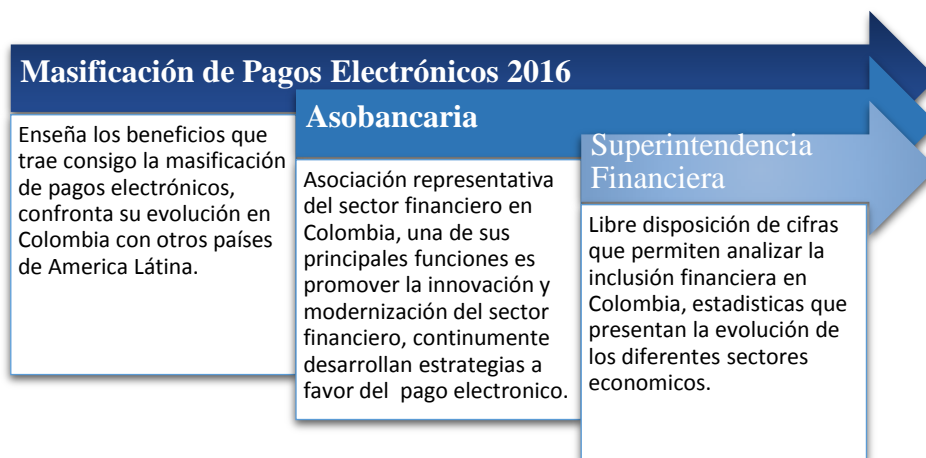 Masificación de Pagos Electrónicos 2016
Enseña los beneficios que
trae consigo la masificación
de pagos electrónicos,
confronta su evolución en
Colombia con otros países
de America Látina.
Asobancaria
Asociación representativa
del sector financiero en
Colombia, una de sus
principales funciones es
promover la innovación y
modernización del sector
financiero, continumente
desarrollan estrategias a
favor del pago electronico.
Superintendencia
Financiera
Libre disposición de cifras
que permiten analizar la
inclusión financiera en
Colombia, estadisticas que
presentan la evolución de
los diferentes sectores
economicos.